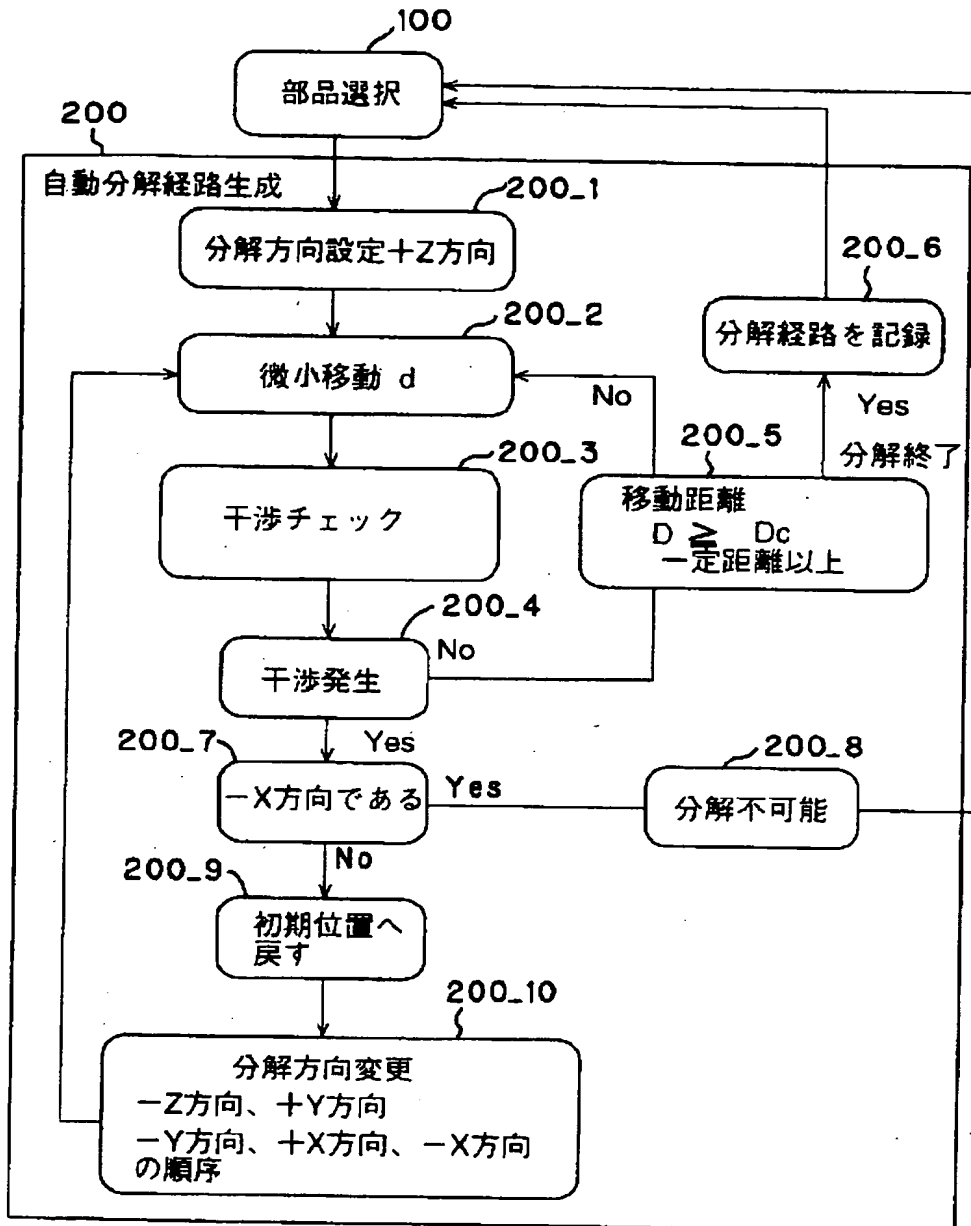 100
部品選択
200
自動分解経路生成
200_1
分解方向設定+Z方向
200_6
分解経路を記録
200_2
微小移動 d
No
Yes
分解終了
200_3
干渉チェック
200_5
移動距離
D ≧ Dc
一定距離以上
200_4
干渉発生
No
Yes
200_7
-X方向である
Yes
200_8
分解不可能
No
200_9
初期位置へ
戻す
200_10
分解方向変更
-Z方向、+Y方向
-Y方向、+X方向、-X方向
の順序